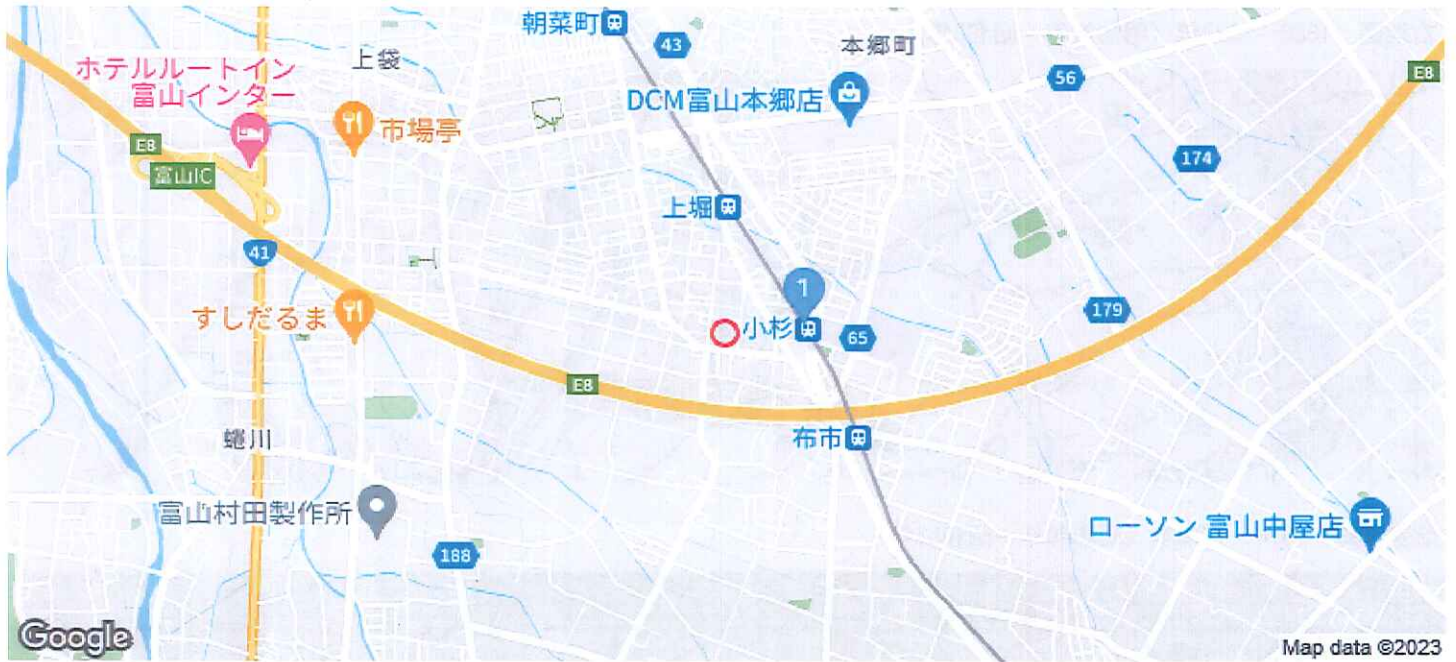 朝菜町
43
本郷町
上袋
56
E8
ホテルルートイン
富山インター
DCM富山本郷店
市場亭
E8
174
富山IC
上堀
41
1
179
すしだるま
小杉
65
E8
布市
蜷川
富山村田製作所
ローソン 富山中屋店
188
Google
Map data ©2023